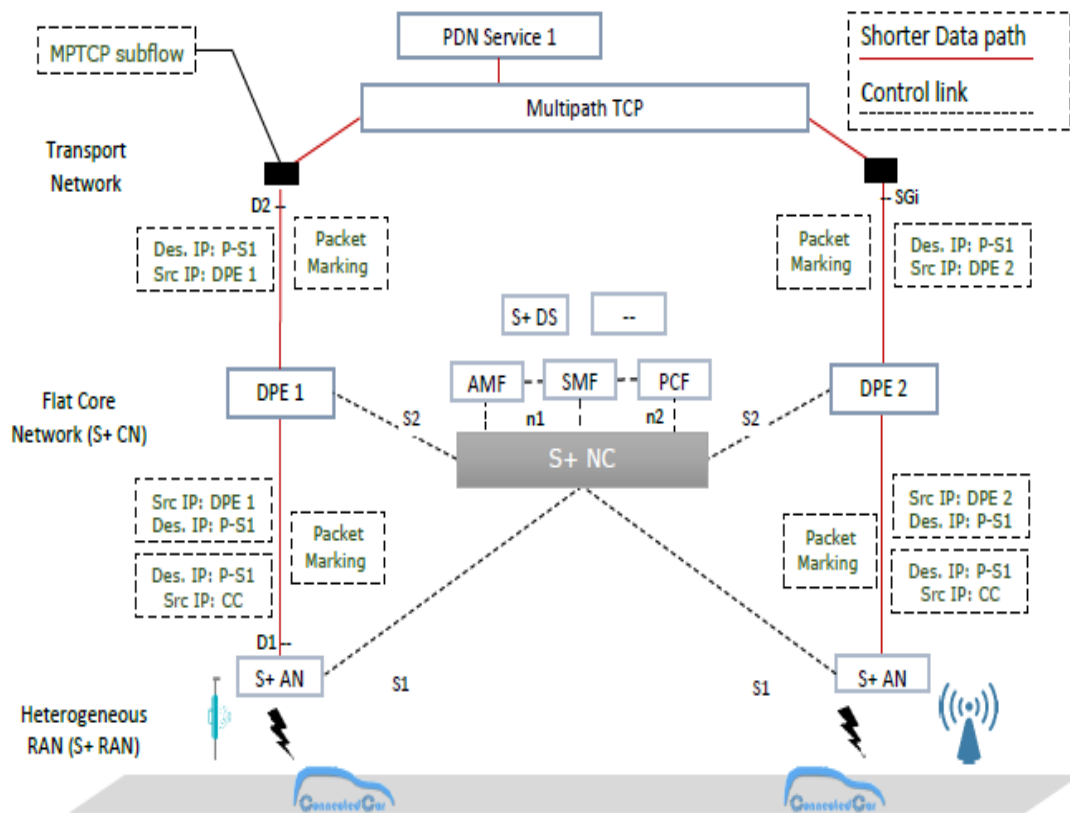 PDN Service 1
Shorter Data path
Control link
MPTCP subflow
Multipath TCP
Transport
Network
D2
SGi
Des. IP: P-S1
Src IP: DPE 1
Packet
Marking
Packet
Marking
Des. IP: P-S1
Src IP: DPE 2
S+ DS
--
AMF
SMF
PCF
DPE 1
DPE 2
Flat Core
Network (S+ CN)
S2
n1
n2
S2
S+ NC
Src IP: DPE 1
Des. IP: P-S1
Packet
Marking
Des. IP: P-S1
Src IP: CC
Packet
Marking
Src IP: DPE 2
Des. IP: P-S1
Des. IP: P-S1
Src IP: CC
D1--
S+ AN
S1
S1
S+ AN
Heterogeneous
RAN (S+ RAN)
ConnectedCar
ConnectedCar